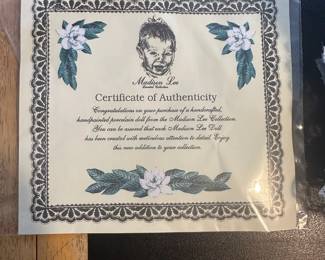 Madison Lee
Limited Collection
Certificate of Authenticity
Congratulations on your purchase of a handcrafted,
handpainted porcelain doll from the Madison Lee Collection.
You can be assured that each Madison Lee Doll
has been created with meticulous attention to detail. Enjoy
this new addition to your collection.